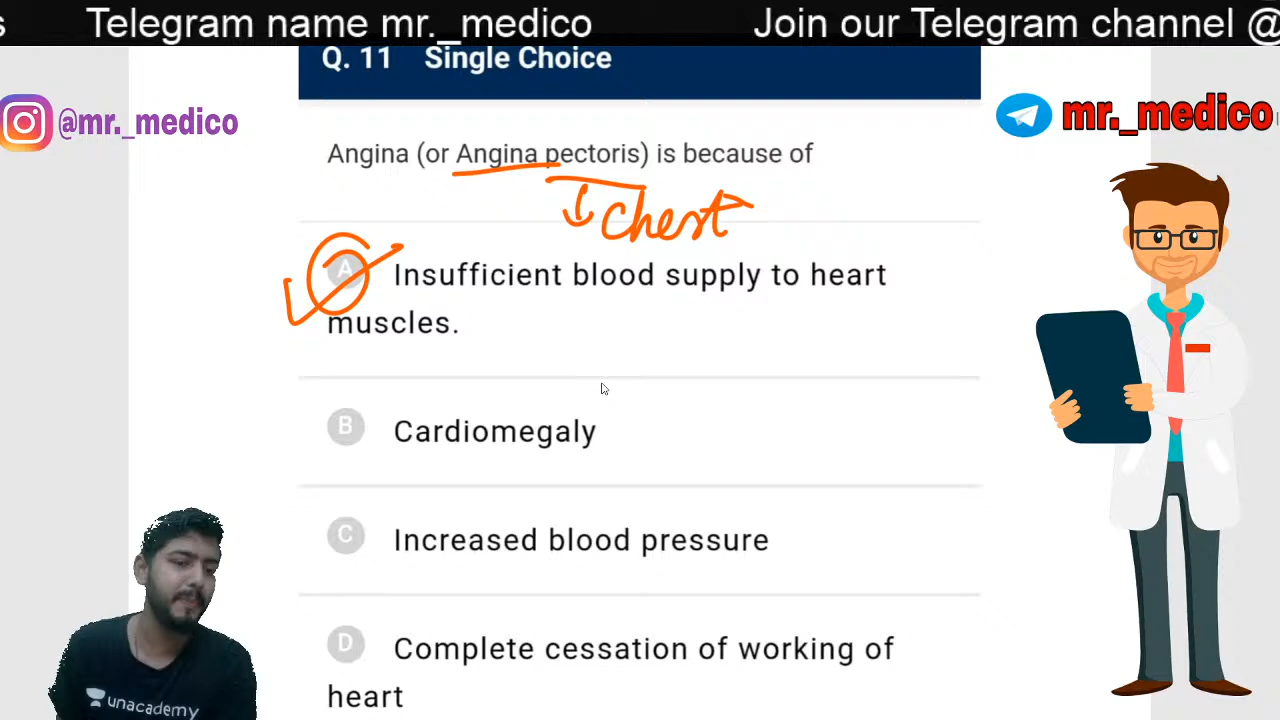 Telegram name mr._medico Join our Telegram channel @
Q. 11 Single Choice
@mr._medico
mr._medico
Angina (or Angina pectoris) is because of
Chest
A Insufficient blood supply to heart
muscles.
B Cardiomegaly
C Increased blood pressure
D Complete cessation of working of
heart
unacademy